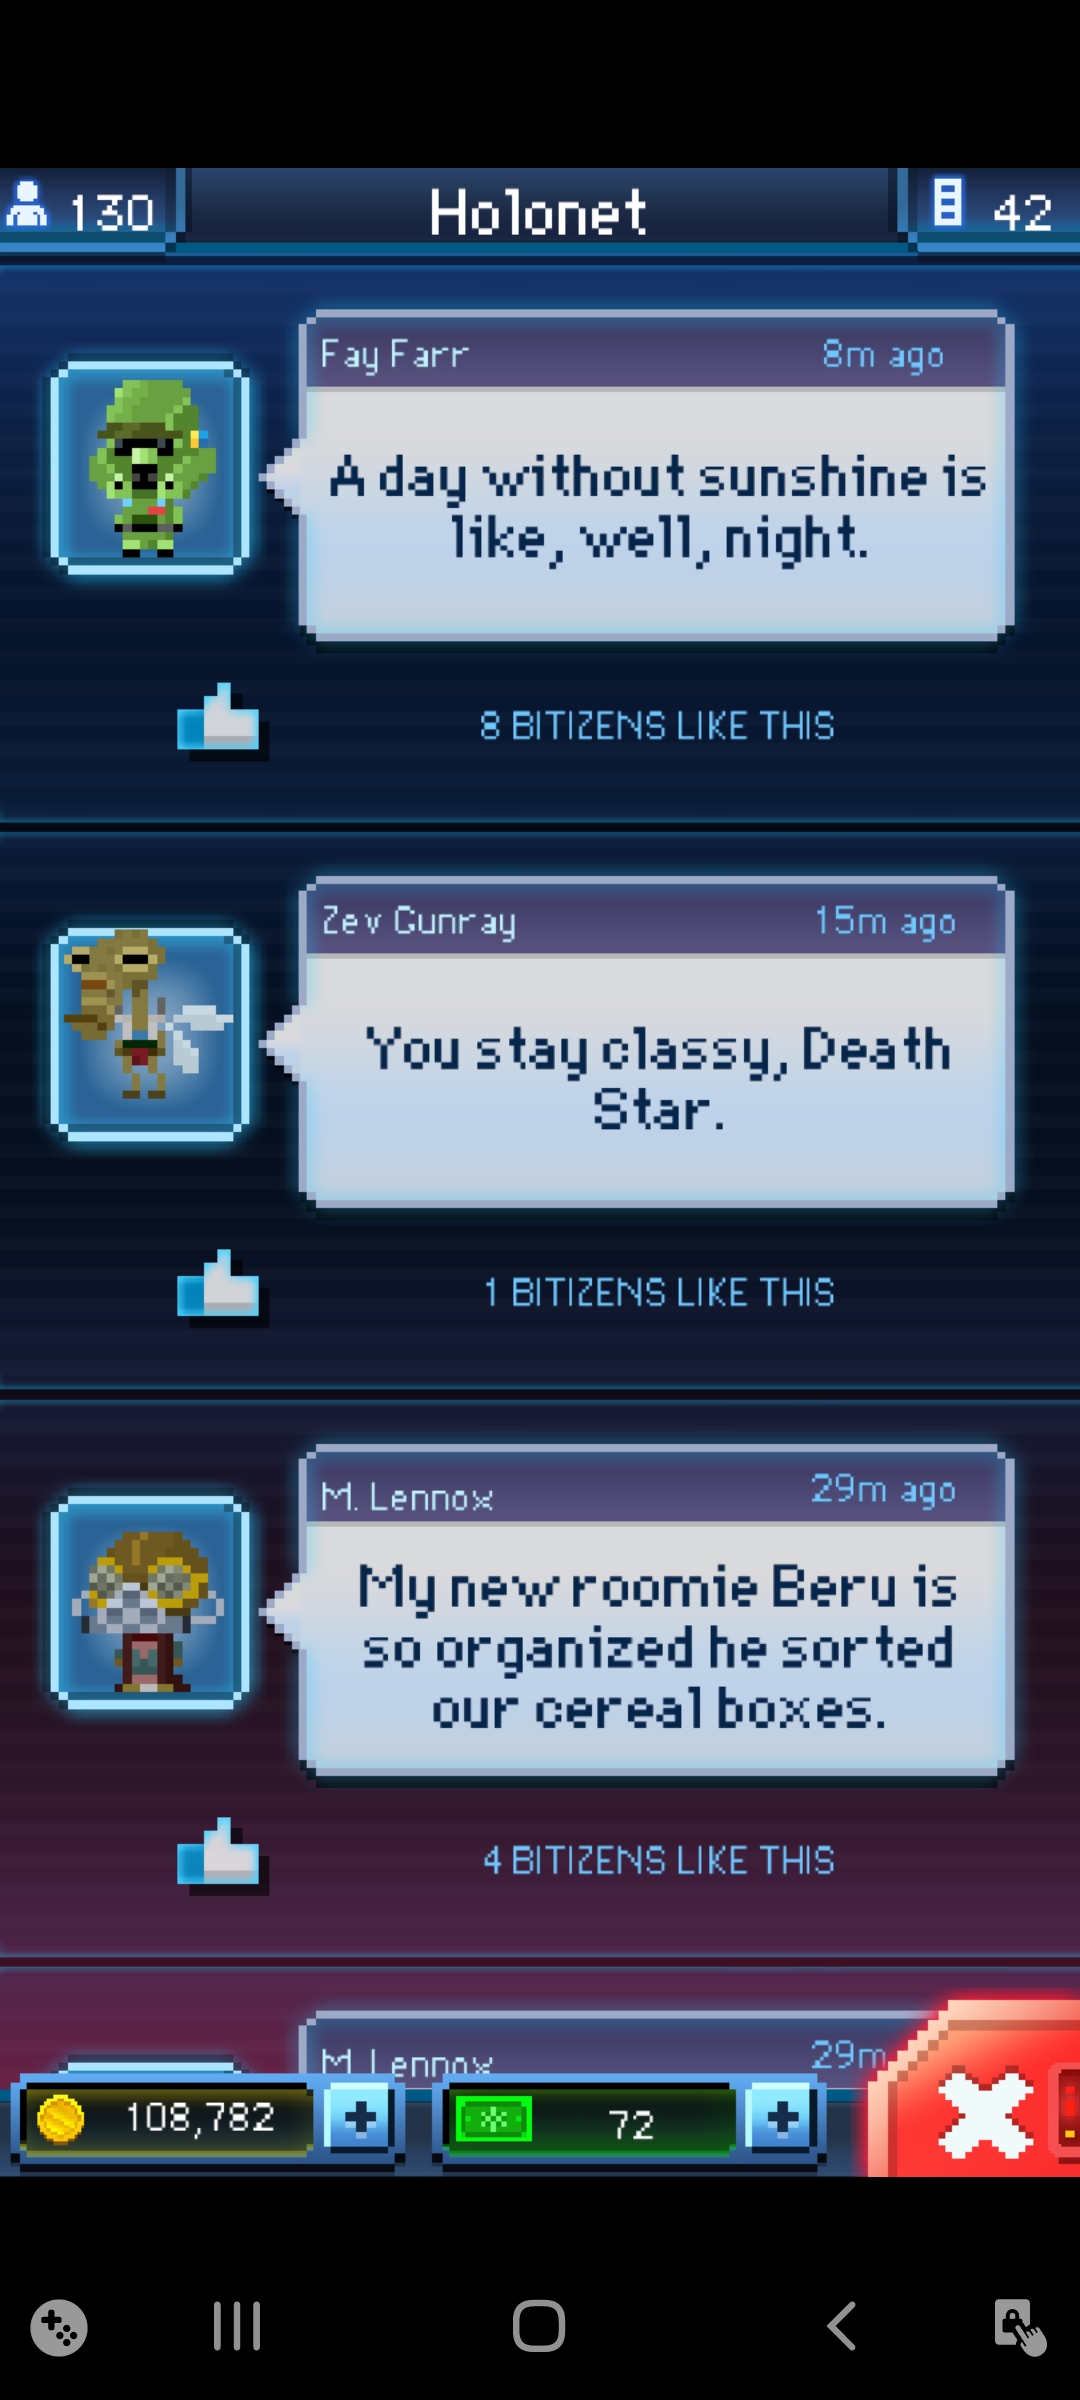 130
Holonet
42
Fay Farr
8m ago
A day without sunshine is
like, well, night.
8 BITIZENS LIKE THIS
Zev Gunray
15m ago
You stay classy, Death
Star.
1 BITIZENS LIKE THIS
M. Lennox
29m ago
My new roomie Beru is
so organized he sorted
our cereal boxes.
4 BITIZENS LIKE THIS
M. Lennox
29m
108,782
72